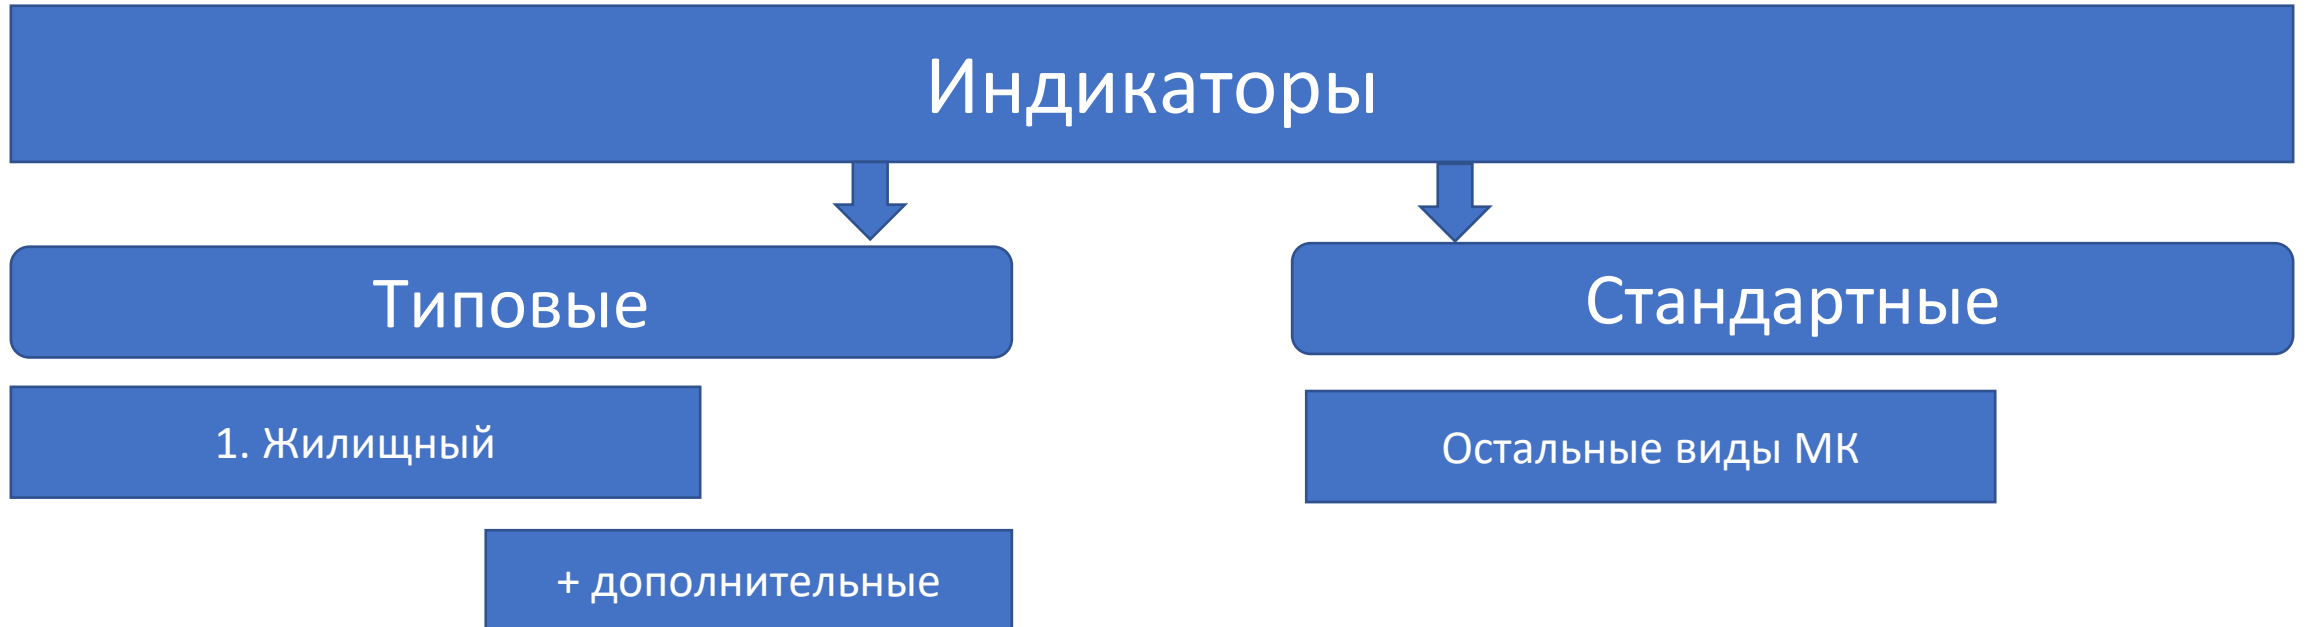 Индикаторы
Типовые
Стандартные
1. Жилищный
Остальные виды МК
+ дополнительные